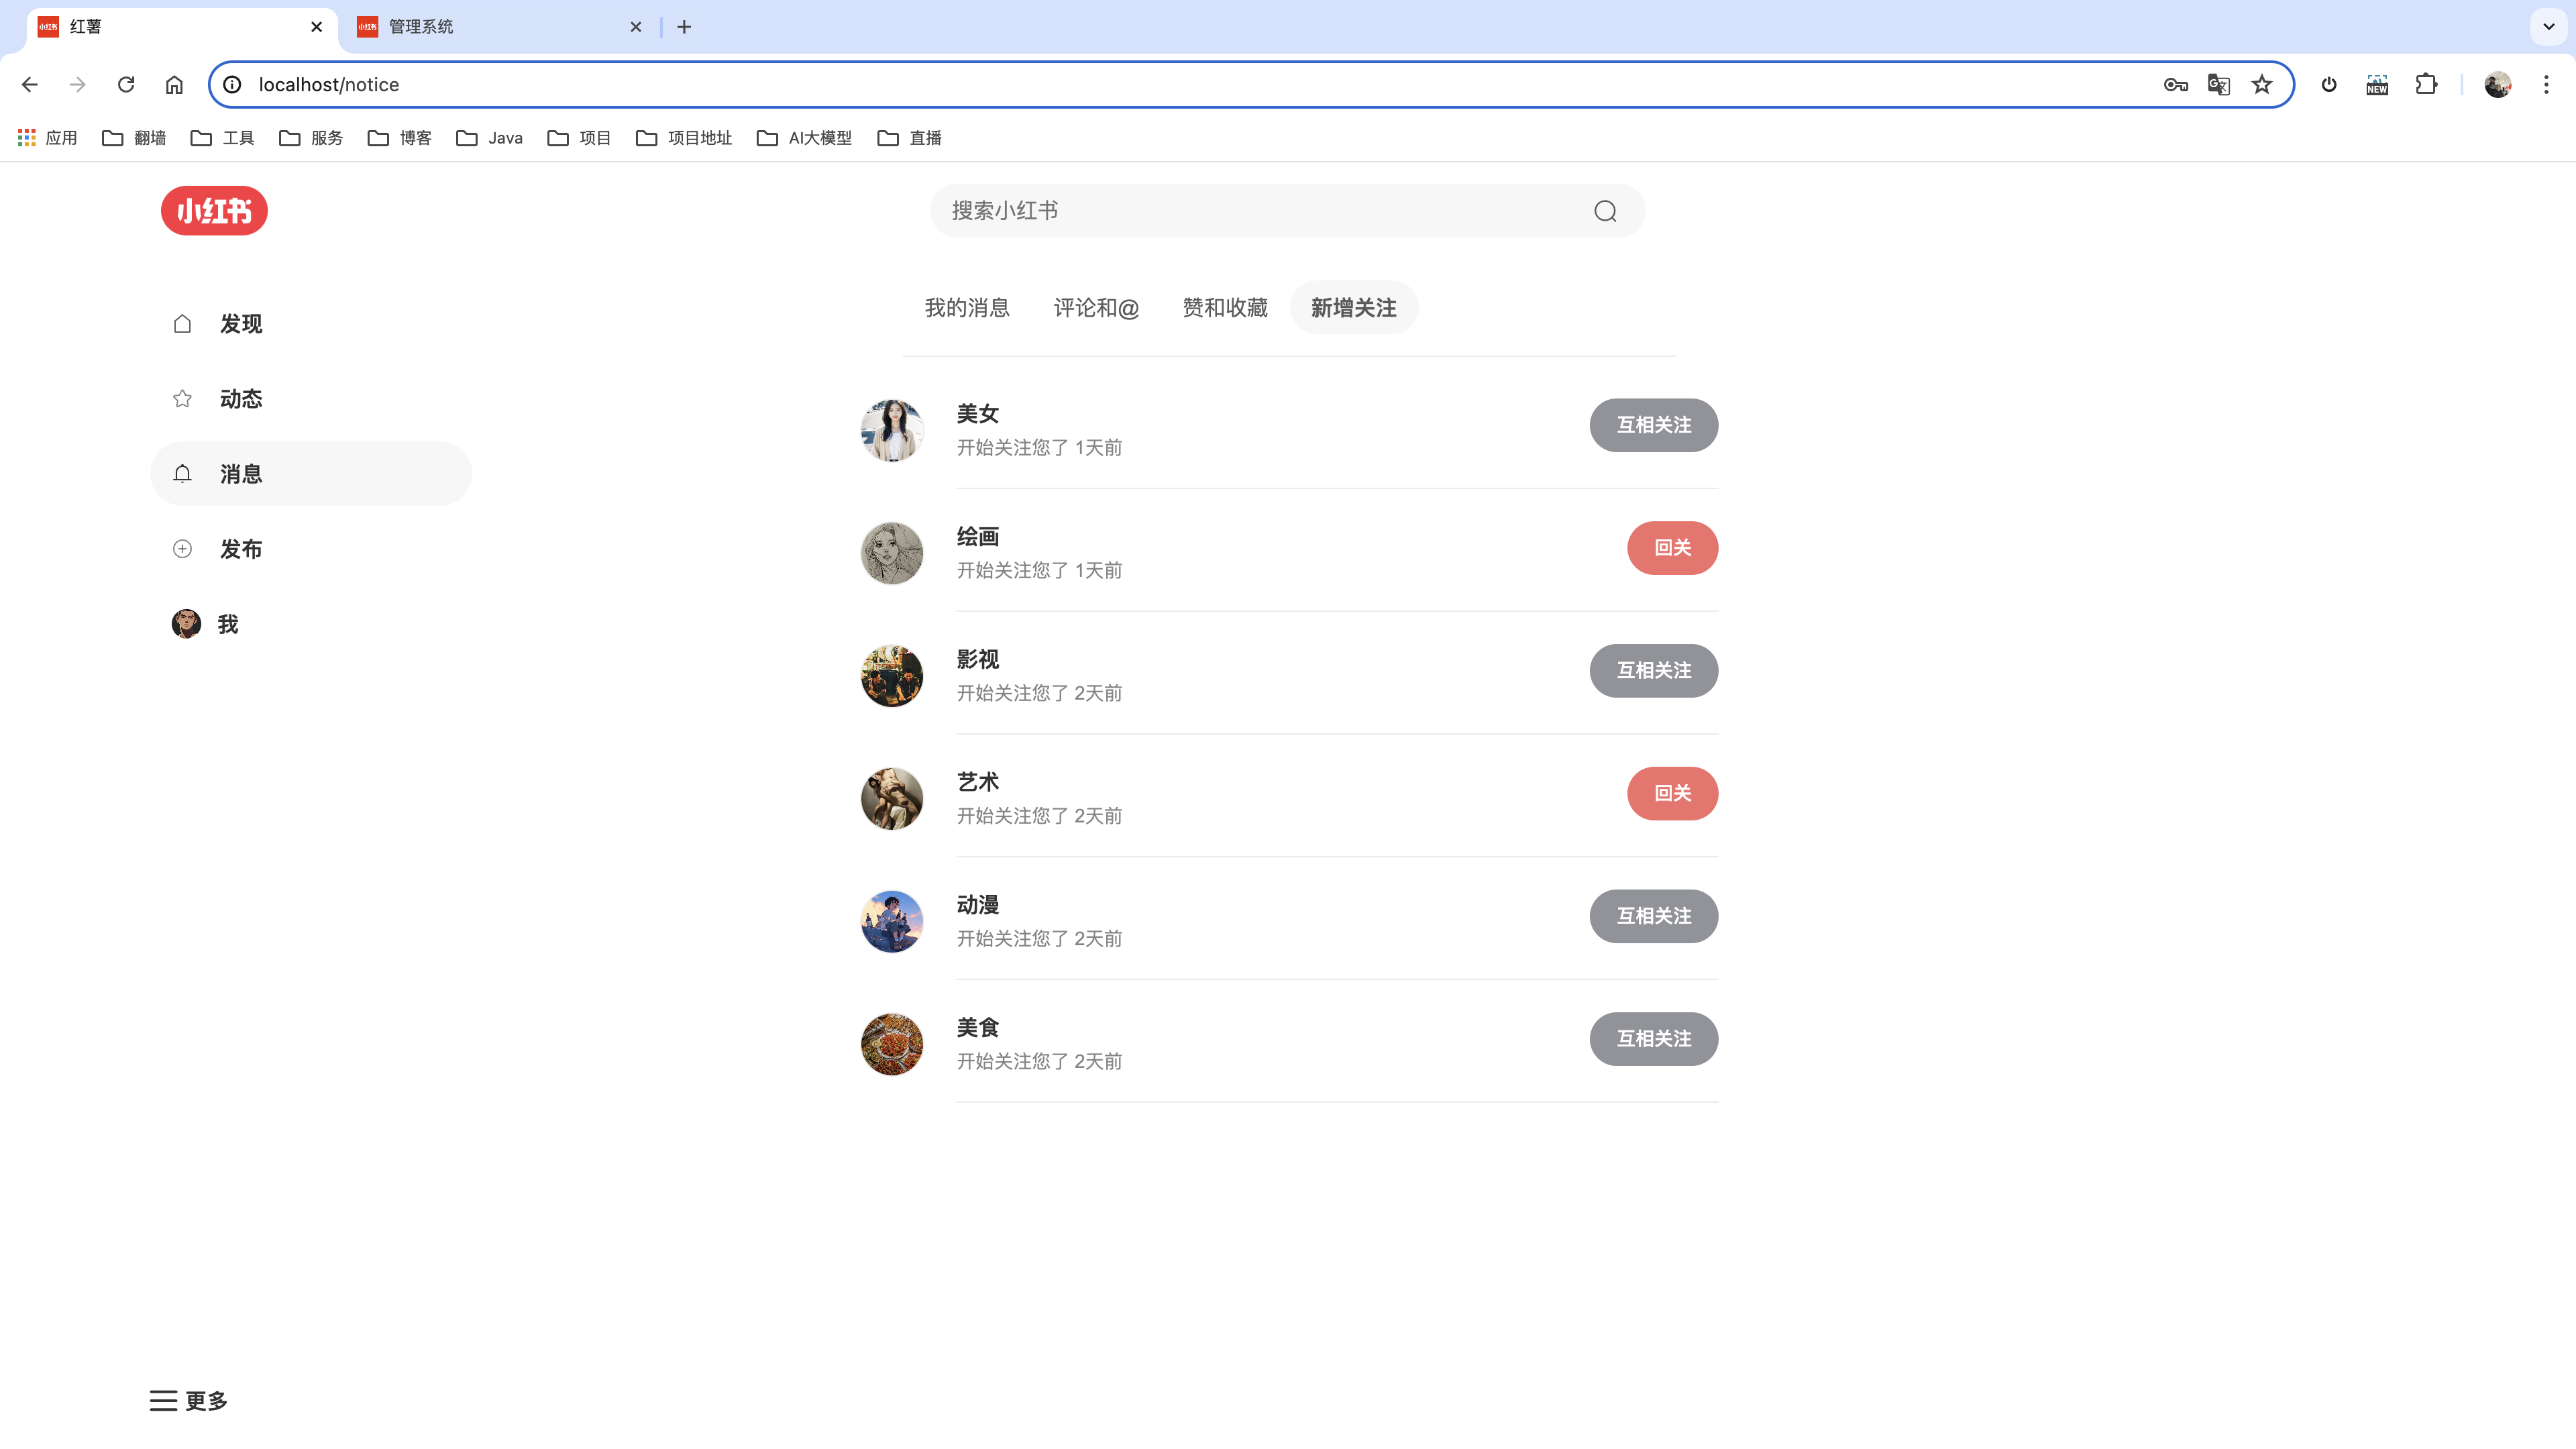 小红书 红薯
小红书 管理系统
localhost/notice
NEW
应用 翻墙 工具 服务 博客 Java 项目 项目地址 AI大模型 直播
小红书
搜索小红书
发现
动态
消息
发布
我
更多
我的消息 评论和@ 赞和收藏 新增关注
美女
开始关注您了 1天前
互相关注
绘画
开始关注您了 1天前
回关
影视
开始关注您了 2天前
互相关注
艺术
开始关注您了 2天前
回关
动漫
开始关注您了 2天前
互相关注
美食
开始关注您了 2天前
互相关注